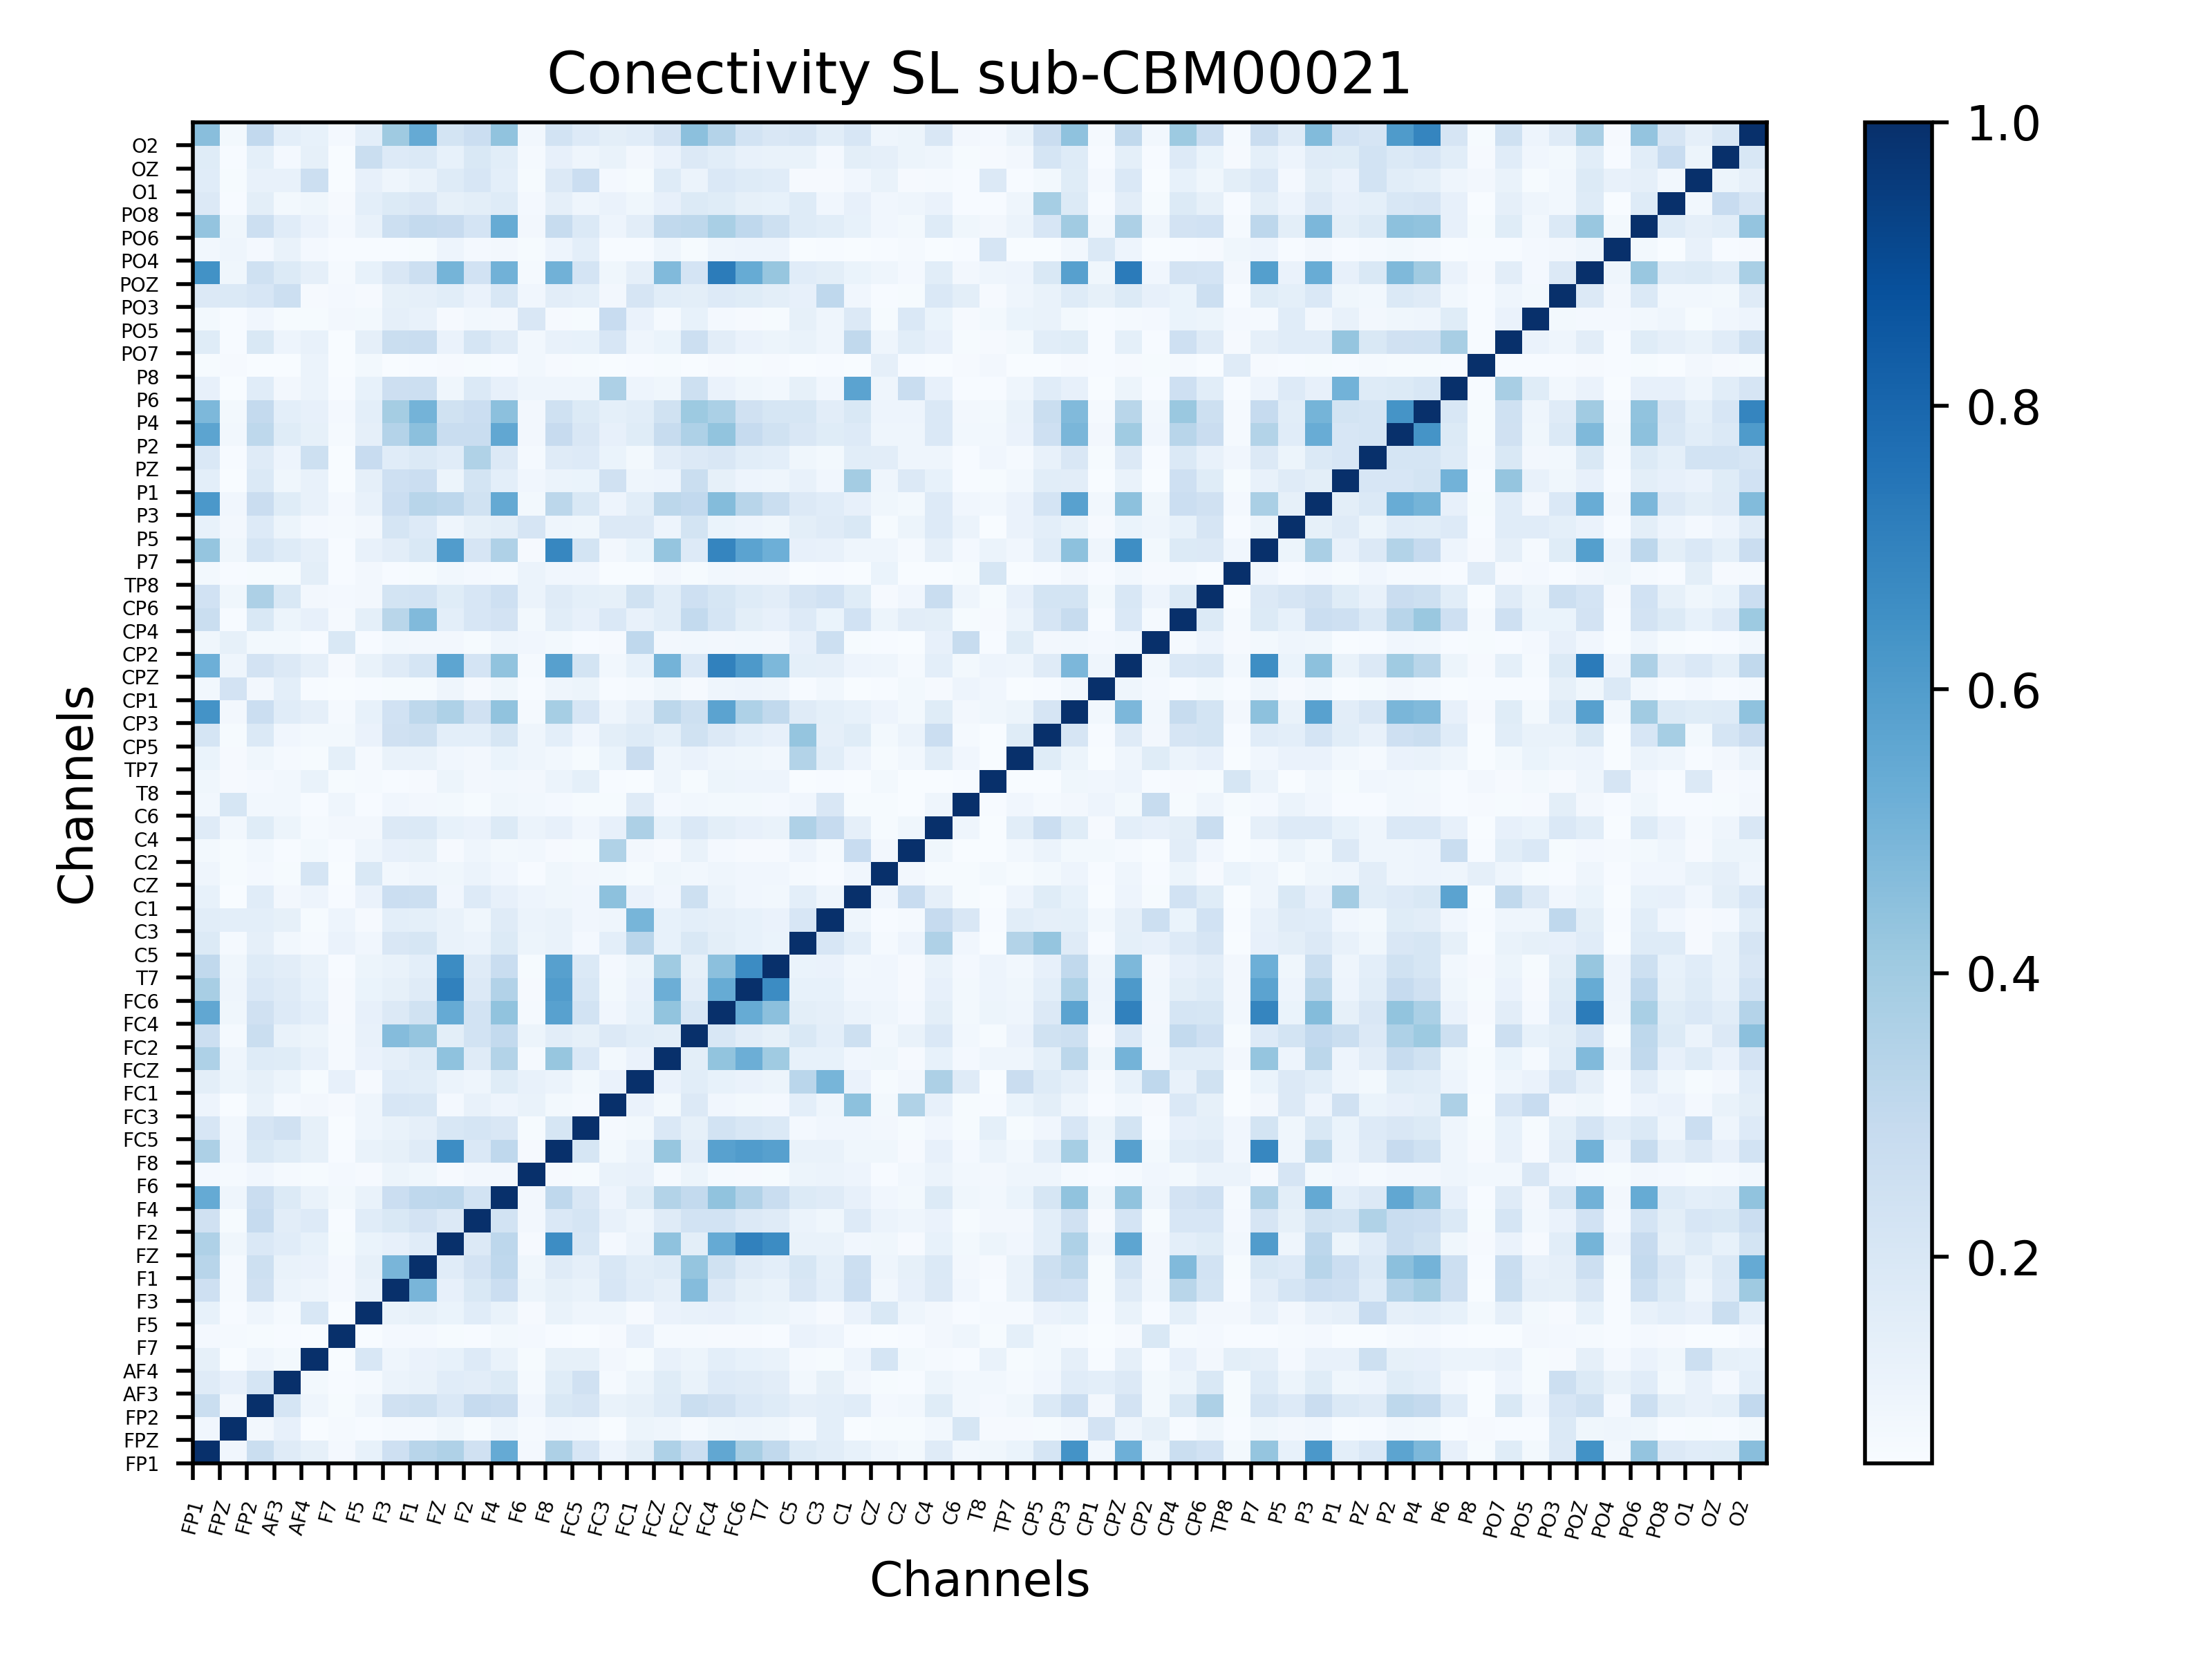 Conectivity SL sub-CBM00021
Channels
O2
OZ
O1
PO8
PO6
PO4
POZ
PO3
PO5
PO7
P8
P6
P4
P2
PZ
P1
P3
P5
P7
TP8
CP6
CP4
CP2
CPZ
CP1
CP3
CP5
TP7
T8
C6
C4
C2
CZ
C1
C3
C5
T7
FC6
FC4
FC2
FCZ
FC1
FC3
FC5
F8
F6
F4
F2
FZ
F1
F3
F5
F7
AF4
AF3
FP2
FPZ
FP1
FP1 FPZ FP2 AF3 AF4 F7 F5 F3 F1 FZ F2 F4 F6 F8 FC5 FC3 FC1 FCZ FC2 FC4 FC6 T7 C5 C3 C1 CZ C2 C4 C6 T8 TP7 CP5 CP3 CP1 CPZ CP2 CP4 CP6 TP8 P7 P5 P3 P1 PZ P2 P4 P6 P8 PO7 PO5 PO3 POZ PO4 PO6 PO8 O1 OZ O2
Channels
1.0
0.8
0.6
0.4
0.2